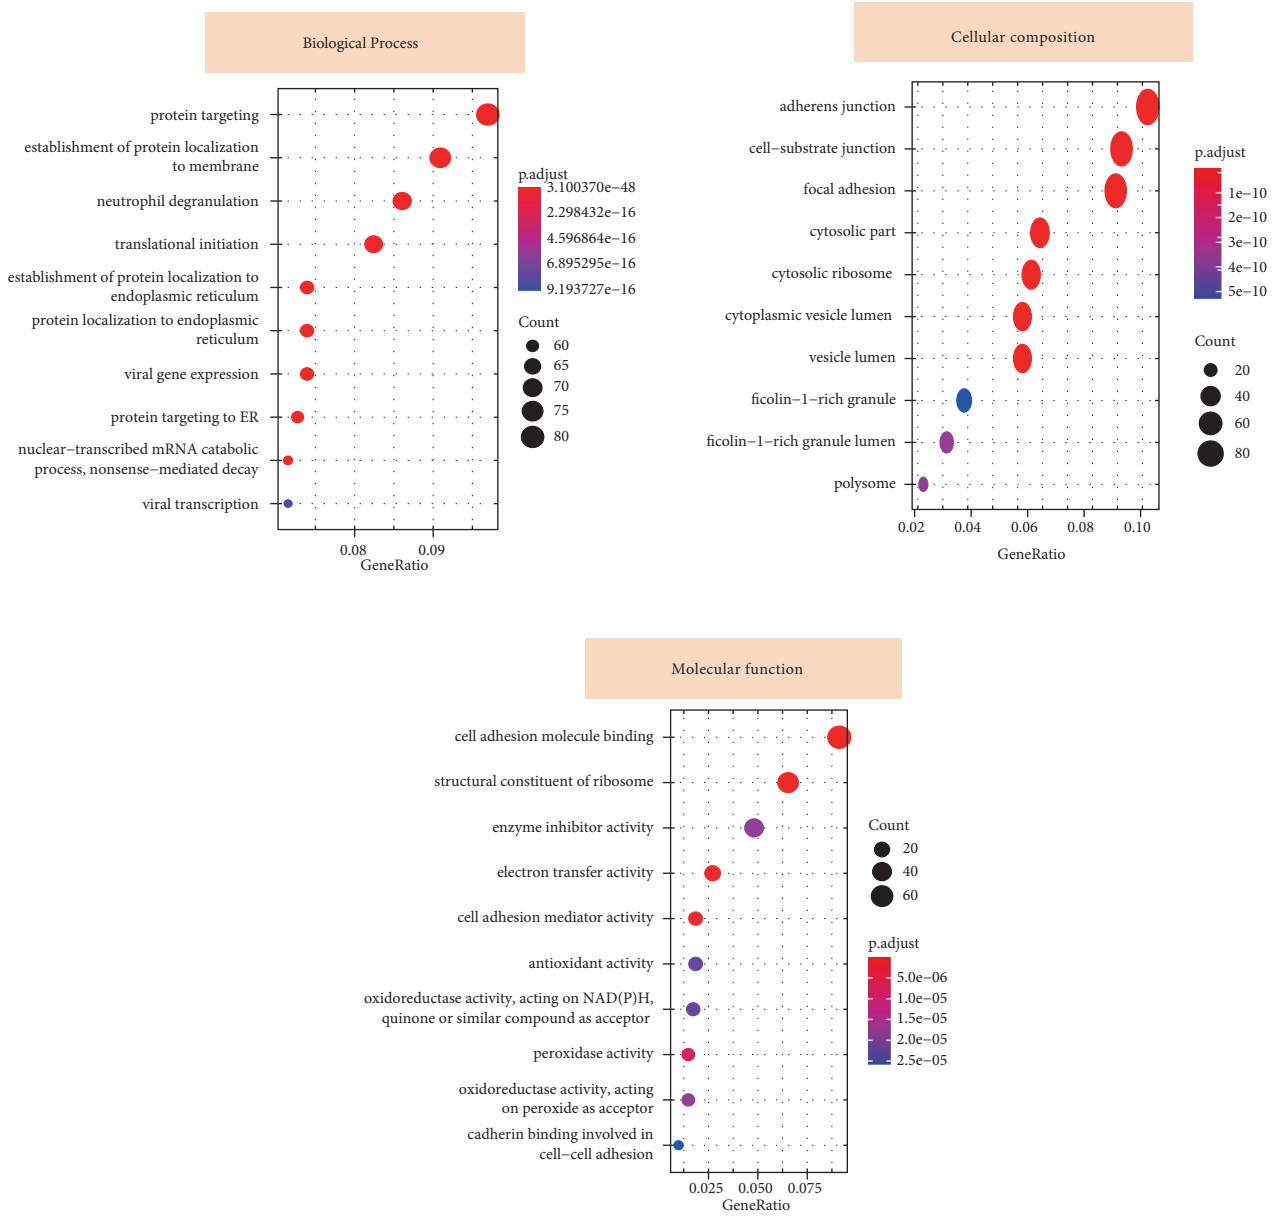 Biological Process
protein targeting
establishment of protein localization
to membrane
neutrophil degranulation
translational initiation
establishment of protein localization to
endoplasmic reticulum
protein localization to endoplasmic
reticulum
viral gene expression
protein targeting to ER
nuclear−transcribed mRNA catabolic
process, nonsense−mediated decay
viral transcription
0.08 0.09
GeneRatio
p.adjust
3.100370e−48
2.298432e−16
4.596864e−16
6.895295e−16
9.193727e−16
Count
60
65
70
75
80
Cellular composition
adherens junction
cell−substrate junction
focal adhesion
cytosolic part
cytosolic ribosome
cytoplasmic vesicle lumen
vesicle lumen
ficolin−1−rich granule
ficolin−1−rich granule lumen
polysome
0.02 0.04 0.06 0.08 0.10
GeneRatio
p.adjust
1e−10
2e−10
3e−10
4e−10
5e−10
Count
20
40
60
80
Molecular function
cell adhesion molecule binding
structural constituent of ribosome
enzyme inhibitor activity
electron transfer activity
cell adhesion mediator activity
antioxidant activity
oxidoreductase activity, acting on NAD(P)H,
quinone or similar compound as acceptor
peroxidase activity
oxidoreductase activity, acting
on peroxide as acceptor
cadherin binding involved in
cell−cell adhesion
0.025 0.050 0.075
GeneRatio
Count
20
40
60
p.adjust
5.0e−06
1.0e−05
1.5e−05
2.0e−05
2.5e−05